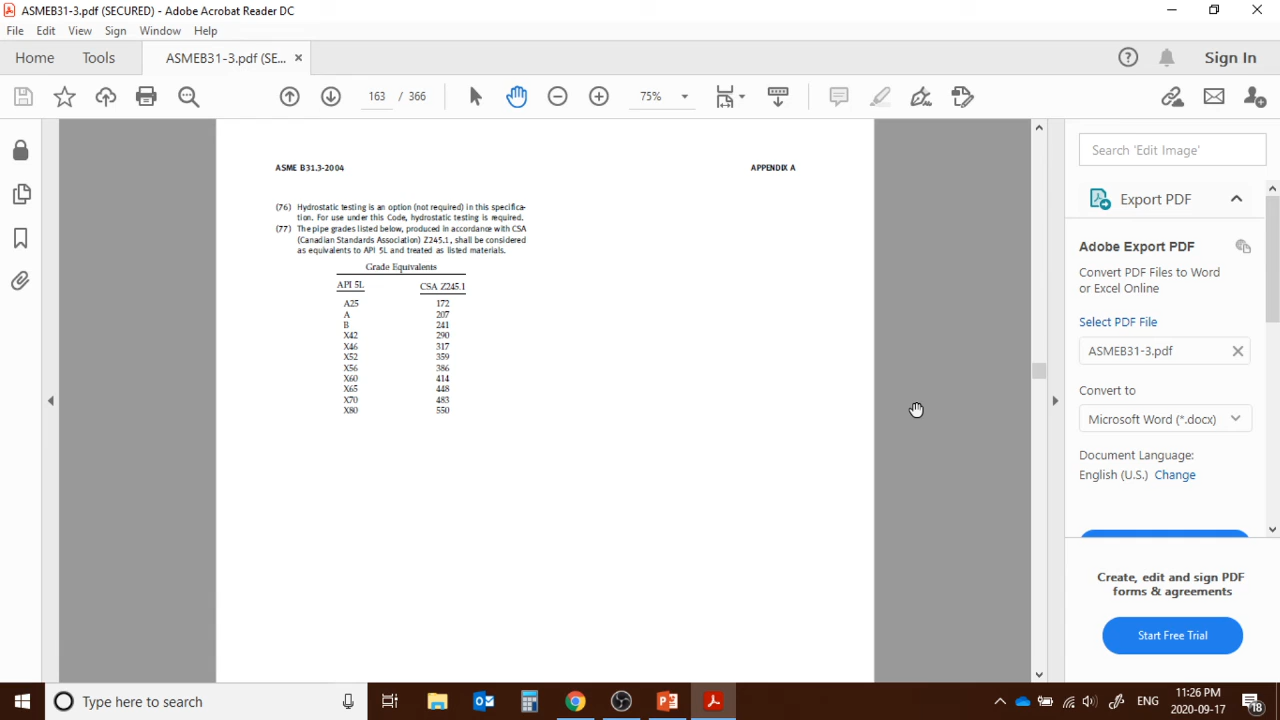 ASMEB31-3.pdf (SECURED) - Adobe Acrobat Reader DC
File Edit View Sign Window Help
Home Tools ASMEB31-3.pdf (SE... × Sign In
163 / 366 75%
Search 'Edit Image'
Export PDF
Adobe Export PDF
Convert PDF Files to Word
or Excel Online
Select PDF File
ASMEB31-3.pdf
Convert to
Microsoft Word (*.docx)
Document Language:
English (U.S.) Change
Create, edit and sign PDF
forms & agreements
Start Free Trial
ASME B31.3-2004 APPENDIX A
(76) Hydrostatic testing is an option (not required) in this specifica-
tion. For use under this Code, hydrostatic testing is required.
(77) The pipe grades listed below, produced in accordance with CSA
(Canadian Standards Association) Z245.1, shall be considered
as equivalents to API 5L and treated as listed materials.
Grade Equivalents
API 5L CSA Z245.1
A25 172
A 207
B 241
X42 290
X46 317
X52 359
X56 386
X60 414
X65 448
X70 483
X80 550
Type here to search
ENG
11:26 PM
2020-09-17
18